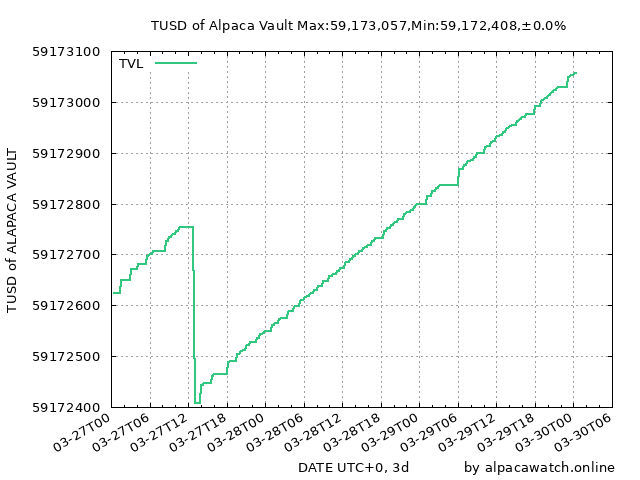 TUSD of Alpaca Vault Max:59,173,057,Min:59,172,408,±0.0%
TVL
TUSD of ALAPACA VAULT
59173100
59173000
59172900
59172800
59172700
59172600
59172500
59172400
03-27T00
03-27T06
03-27T12
03-27T18
03-28T00
03-28T06
03-28T12
03-28T18
03-29T00
03-29T06
03-29T12
03-29T18
03-30T00
03-30T06
DATE UTC+0, 3d
by alpacawatch.online